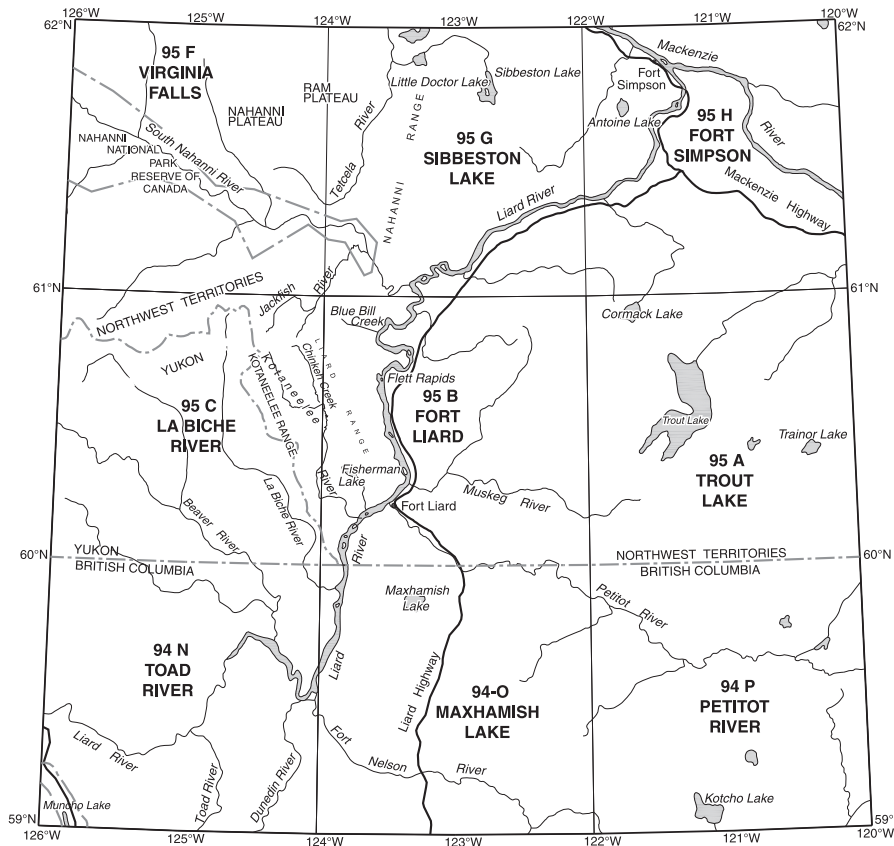 126°W
125°W
124°W
123°W
122°W
121°W
120°W
62°N
62°N
95 F
VIRGINIA
FALLS
NAHANNI
PLATEAU
RAM
PLATEAU
Tetcela River
Little Doctor Lake
Sibbeston Lake
NAHANNI RANGE
95 G
SIBBESTON
LAKE
Fort
Simpson
Antoine Lake
Mackenzie River
95 H
FORT
SIMPSON
Mackenzie Highway
NAHANNI
NATIONAL
PARK
RESERVE OF
CANADA
South Nahanni River
Liard River
61°N
61°N
NORTHWEST TERRITORIES
YUKON
Jackfish River
Blue Bill
Creek
Cormack Lake
LIARD RANGE
Chinkeh Creek
Kotaneelee River
KOTANEELEE RANGE
Flett Rapids
95 B
FORT
LIARD
95 C
LA BICHE
RIVER
Trout Lake
Trainor Lake
95 A
TROUT
LAKE
Fisherman
Lake
Muskeg River
Fort Liard
La Biche River
Beaver River
60°N
60°N
YUKON
BRITISH COLUMBIA
NORTHWEST TERRITORIES
BRITISH COLUMBIA
Maxhamish
Lake
Petitot River
Liard River
94 N
TOAD
RIVER
94-O
MAXHAMISH
LAKE
94 P
PETITOT
RIVER
Liard Highway
Fort Nelson River
Liard
River
Toad River
Dunedin River
Muncho Lake
Kotcho Lake
59°N
59°
126°W
125°W
124°W
123°W
122°W
121°W
120°W